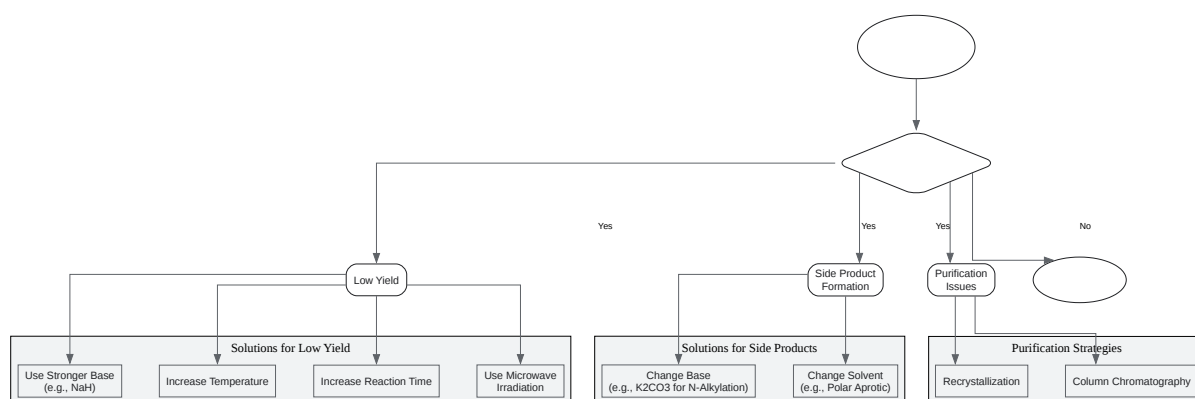 Yes
Yes
Yes
No
Low Yield
Side Product
Formation
Purification
Issues
Solutions for Low Yield
Use Stronger Base
(e.g., NaH)
Increase Temperature
Increase Reaction Time
Use Microwave
Irradiation
Solutions for Side Products
Change Base
(e.g., K2CO3 for N-Alkylation)
Change Solvent
(e.g., Polar Aprotic)
Purification Strategies
Recrystallization
Column Chromatography